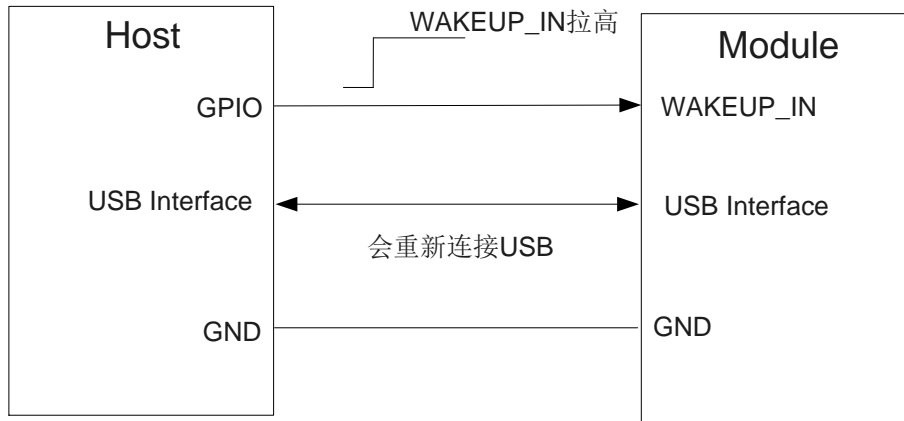 Host
WAKEUP_IN拉高
Module
GPIO
WAKEUP_IN
USB Interface
USB Interface
会重新连接USB
GND
GND